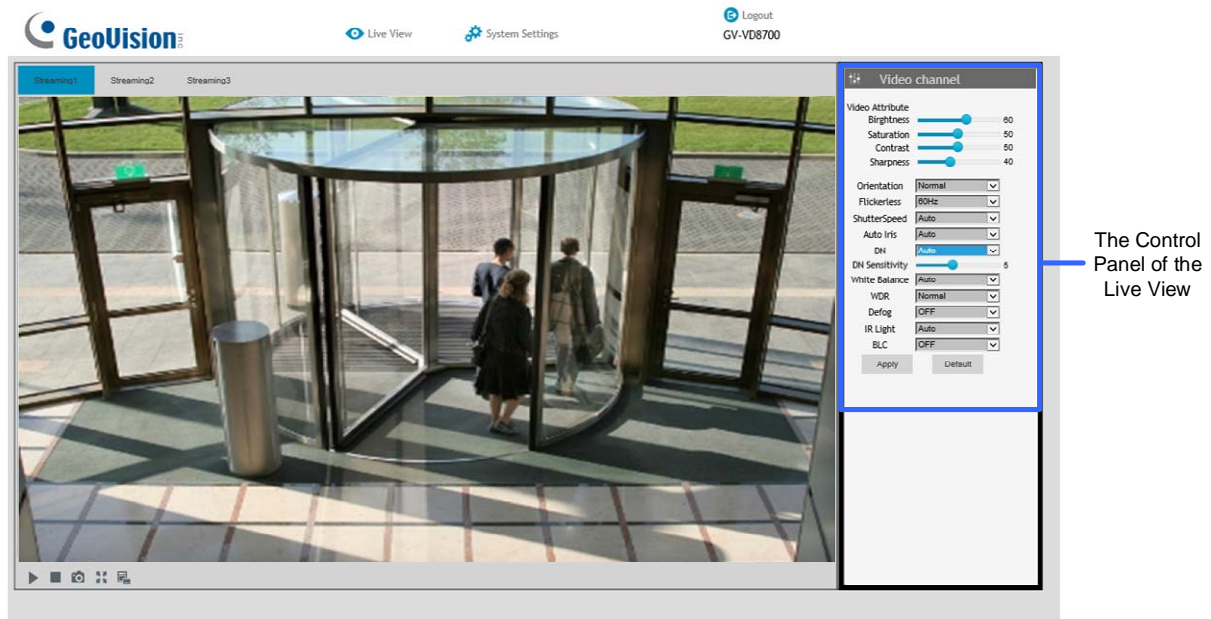 GeoVision inc
Live View
System Settings
Logout
GV-VD8700
Streaming1 Streaming2 Streaming3
Video channel
Video Attribute
Birghtness 60
Saturation 50
Contrast 50
Sharpness 40
Orientation Normal
Flickerless 60Hz
ShutterSpeed Auto
Auto Iris Auto
DN Auto
DN Sensitivity 5
White Balance Auto
WDR Normal
Defog OFF
IR Light Auto
BLC OFF
Apply Default
The Control
Panel of the
Live View